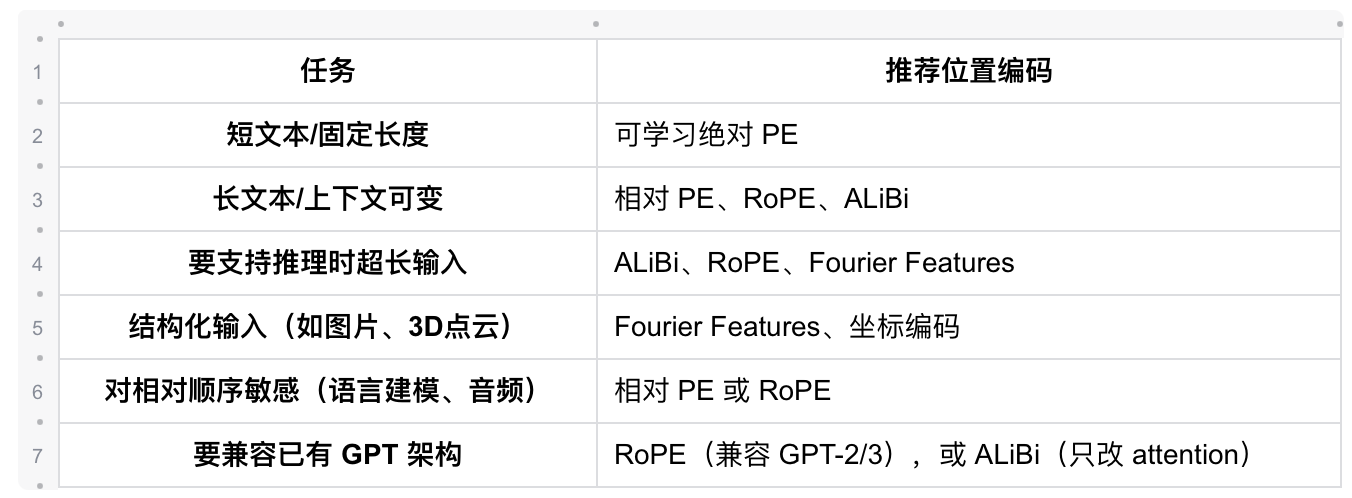 1 任务 推荐位置编码
2 短文本/固定长度 可学习绝对 PE
3 长文本/上下文可变 相对 PE、RoPE、ALiBi
4 要支持推理时超长输入 ALiBi、RoPE、Fourier Features
5 结构化输入（如图片、3D点云） Fourier Features、坐标编码
6 对相对顺序敏感（语言建模、音频） 相对 PE 或 RoPE
7 要兼容已有 GPT 架构 RoPE（兼容 GPT-2/3），或 ALiBi（只改 attention）